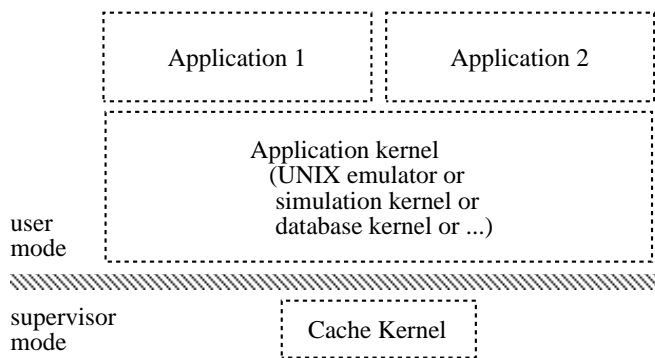 Application 1
Application 2
Application kernel
(UNIX emulator or
simulation kernel or
database kernel or ...)
user
mode
supervisor
mode
Cache Kernel